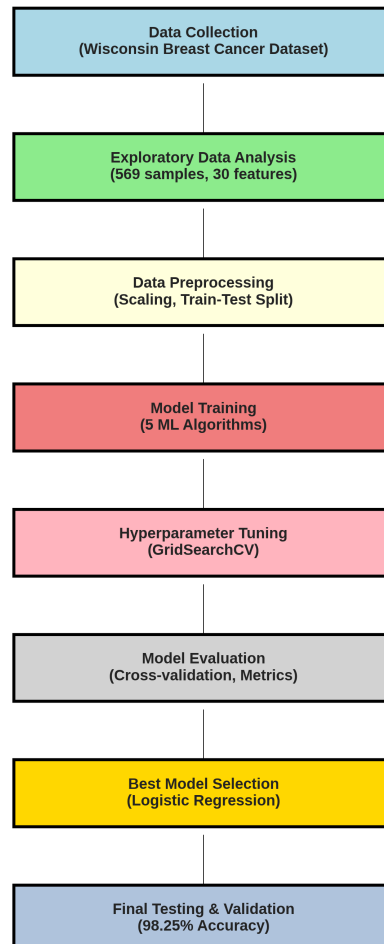 Data Collection
(Wisconsin Breast Cancer Dataset)
Exploratory Data Analysis
(569 samples, 30 features)
Data Preprocessing
(Scaling, Train-Test Split)
Model Training
(5 ML Algorithms)
Hyperparameter Tuning
(GridSearchCV)
Model Evaluation
(Cross-validation, Metrics)
Best Model Selection
(Logistic Regression)
Final Testing & Validation
(98.25% Accuracy)